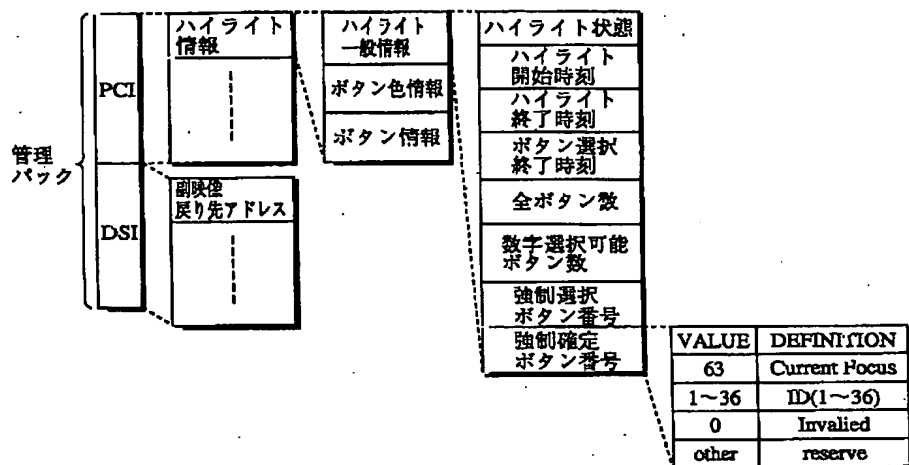 管理
パック
PCI
DSI
ハイライト
情報
副映像
戻り先アドレス
ハイライト
一般情報
ボタン色情報
ボタン情報
ハイライト状態
ハイライト
開始時刻
ハイライト
終了時刻
ボタン選択
終了時刻
全ボタン数
数字選択可能
ボタン数
強制選択
ボタン番号
強制確定
ボタン番号
VALUE DEFINITION
63 Current Focus
1～36 ID(1～36)
0 Invalied
other reserve